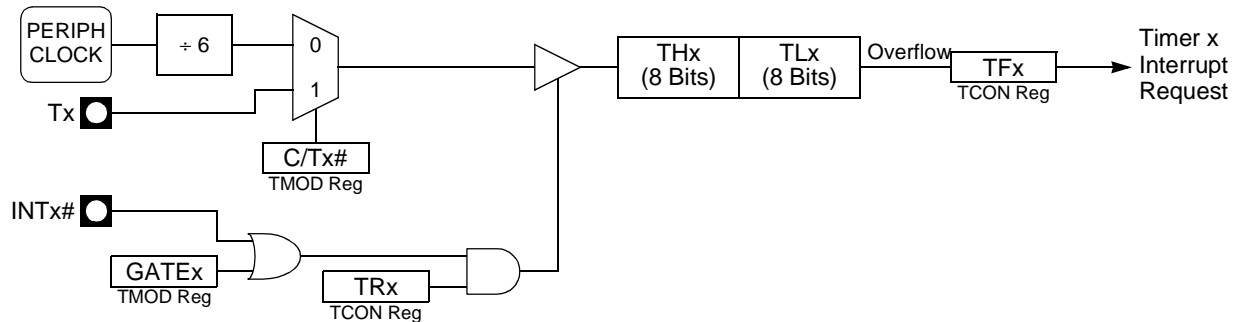 PERIPH
CLOCK
÷ 6
0
1
Tx
C/Tx#
TMOD Reg
THx
(8 Bits)
TLx
(8 Bits)
Overflow
TFx
TCON Reg
Timer x
Interrupt
Request
INTx#
GATEx
TMOD Reg
TRx
TCON Reg